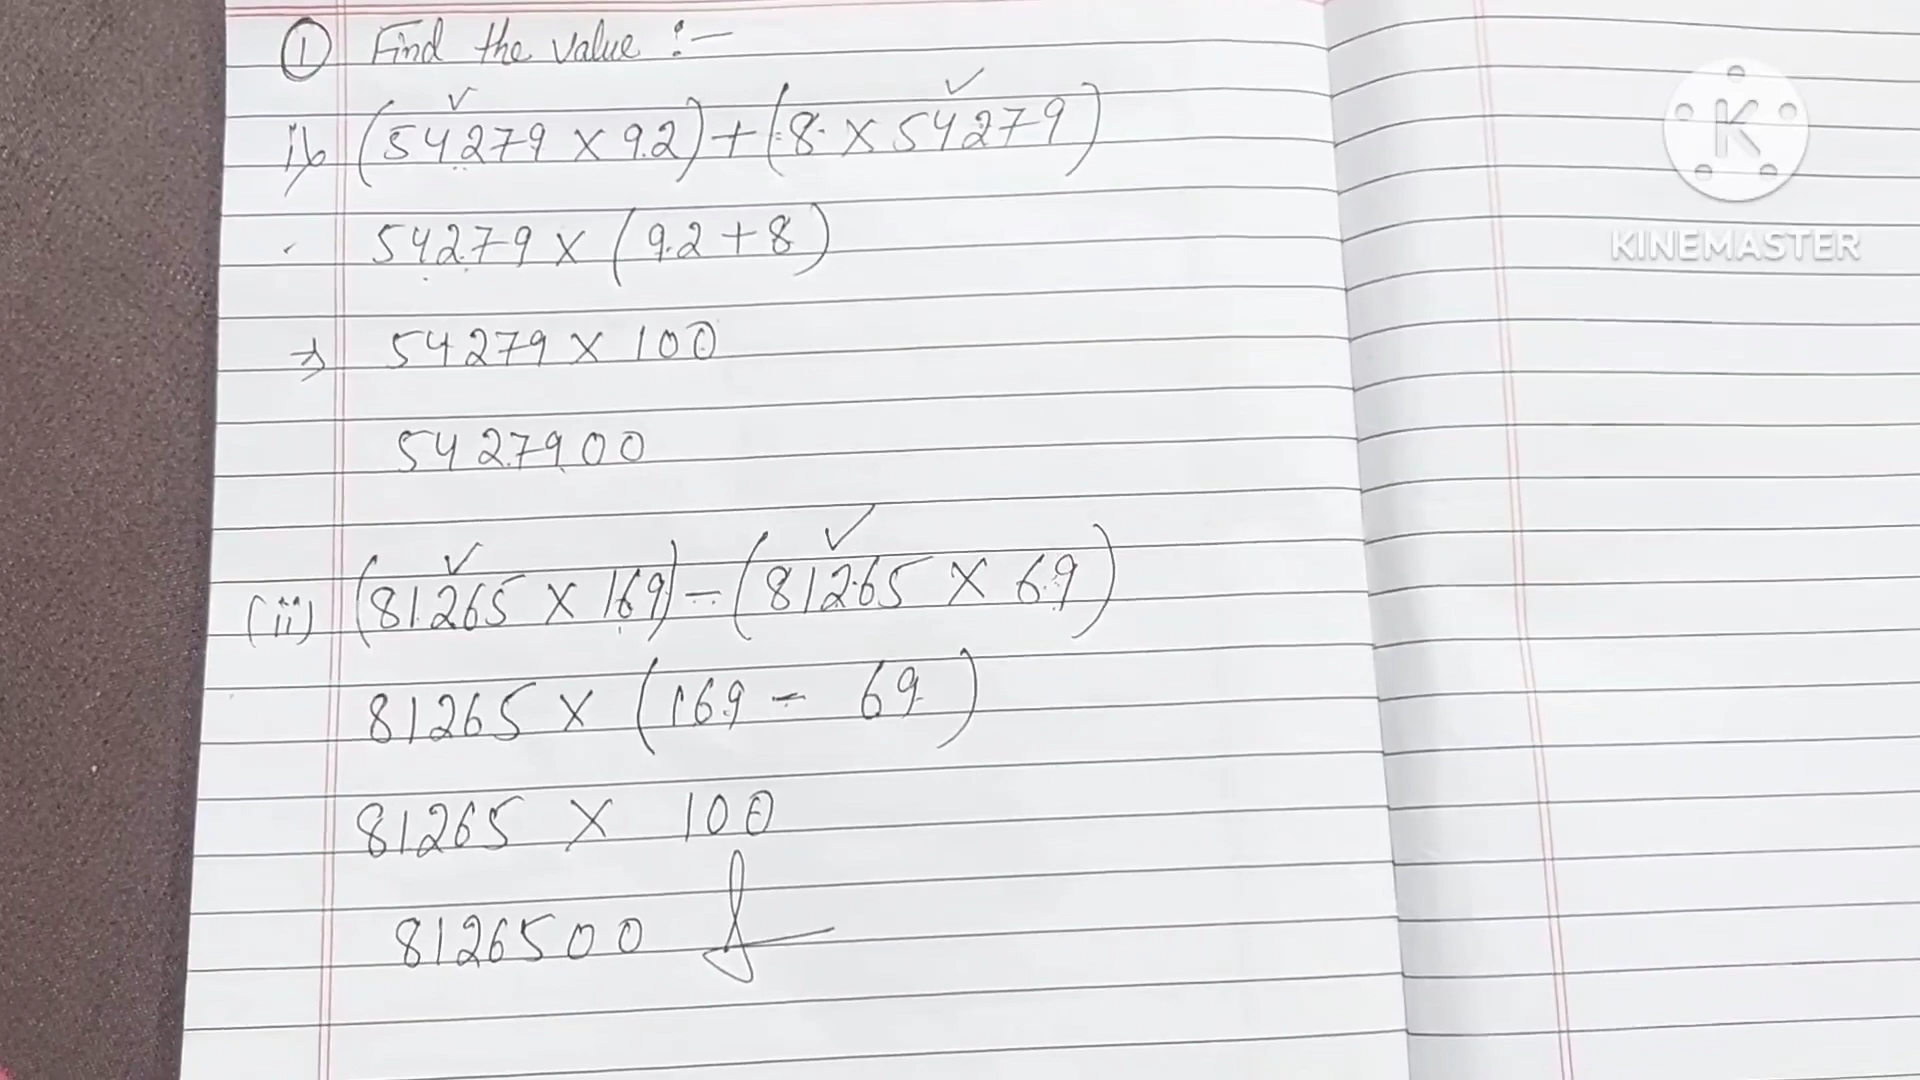 ① Find the value :-
i) (54279 × 92) + (8 × 54279)
54279 × (92 + 8)
⇒ 54279 × 100
5427900
(ii) (81265 × 169) - (81265 × 69)
81265 × (169 - 69)
81265 × 100
8126500
K
KINEMASTER